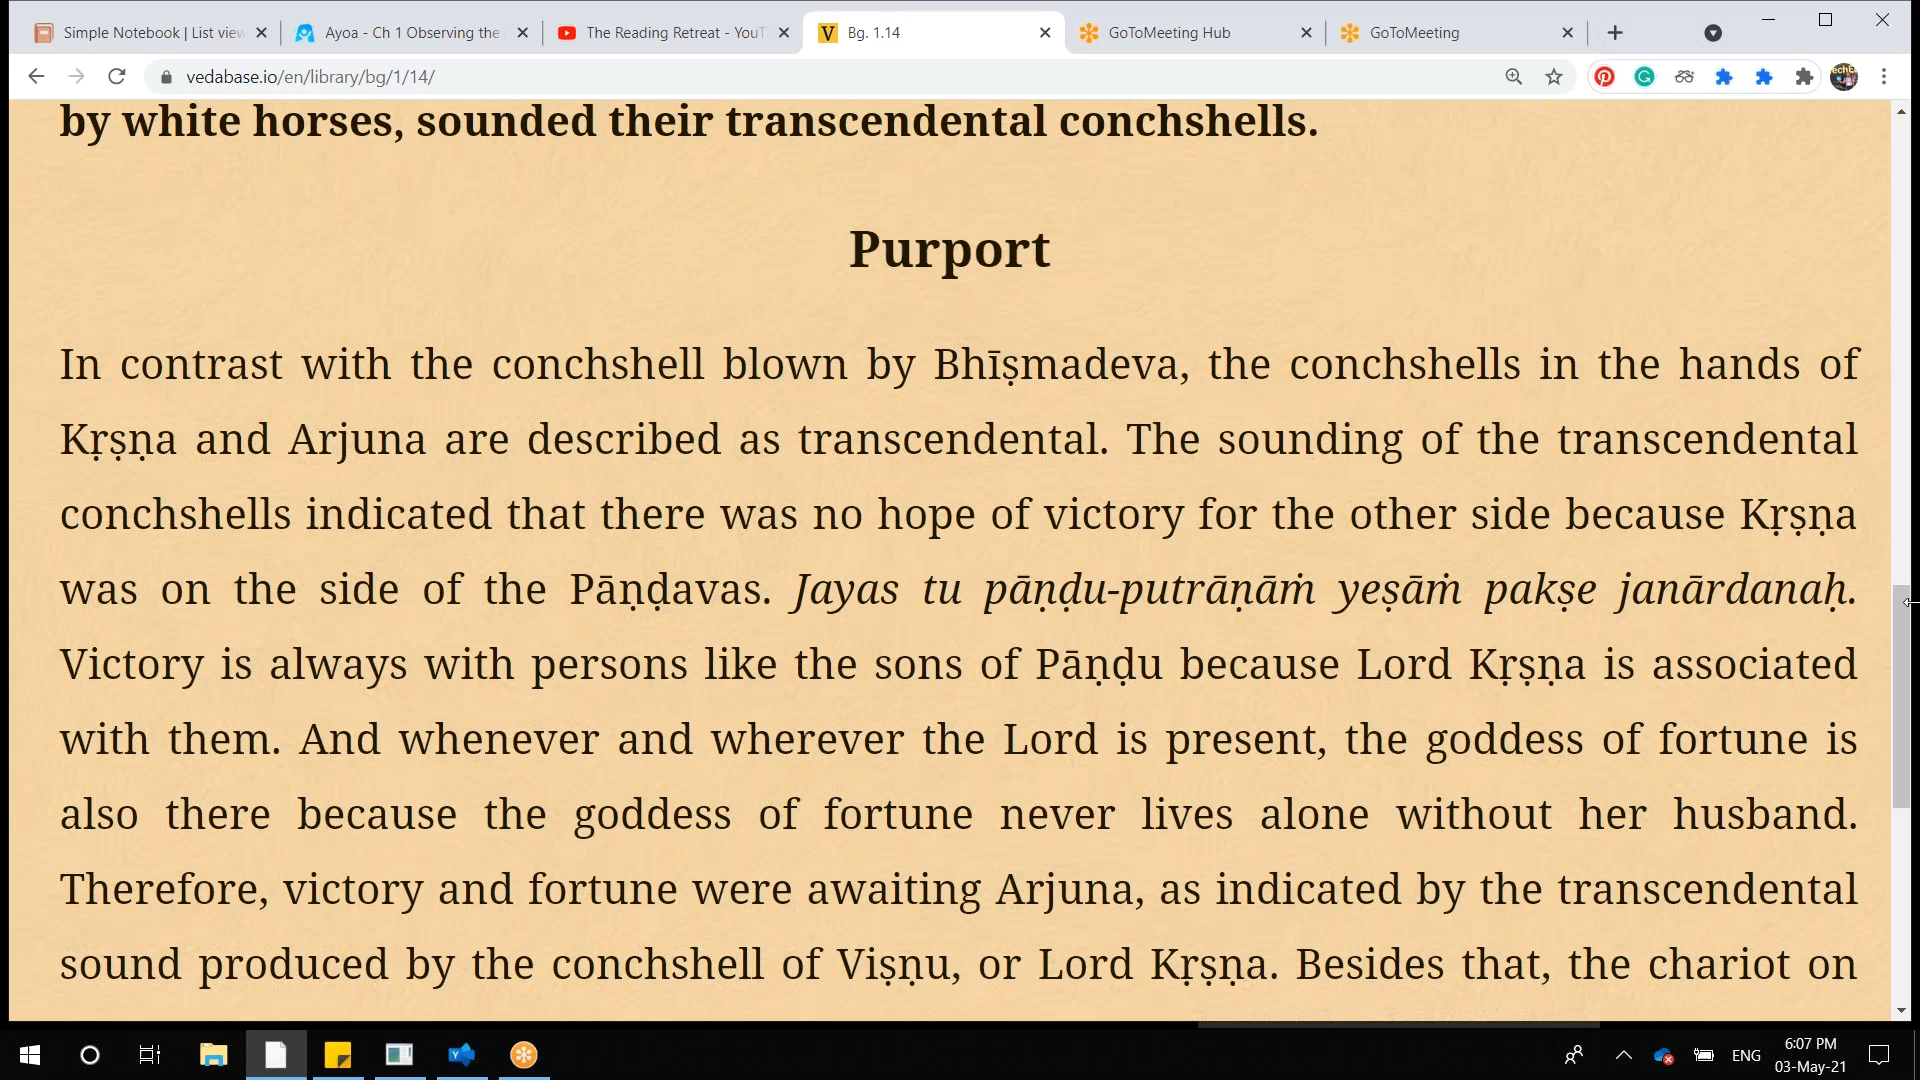 Simple Notebook | List view
Ayoa - Ch 1 Observing the
The Reading Retreat - YouT
Bg. 1.14
GoToMeeting Hub
GoToMeeting
vedabase.io/en/library/bg/1/14/
by white horses, sounded their transcendental conchshells.
Purport
In contrast with the conchshell blown by Bhīṣmadeva, the conchshells in the hands of
Kṛṣṇa and Arjuna are described as transcendental. The sounding of the transcendental
conchshells indicated that there was no hope of victory for the other side because Kṛṣṇa
was on the side of the Pāṇḍavas. Jayas tu pāṇḍu-putrāṇāṁ yeṣāṁ pakṣe janārdanaḥ.
Victory is always with persons like the sons of Pāṇḍu because Lord Kṛṣṇa is associated
with them. And whenever and wherever the Lord is present, the goddess of fortune is
also there because the goddess of fortune never lives alone without her husband.
Therefore, victory and fortune were awaiting Arjuna, as indicated by the transcendental
sound produced by the conchshell of Viṣṇu, or Lord Kṛṣṇa. Besides that, the chariot on
ENG
6:07 PM
03-May-21